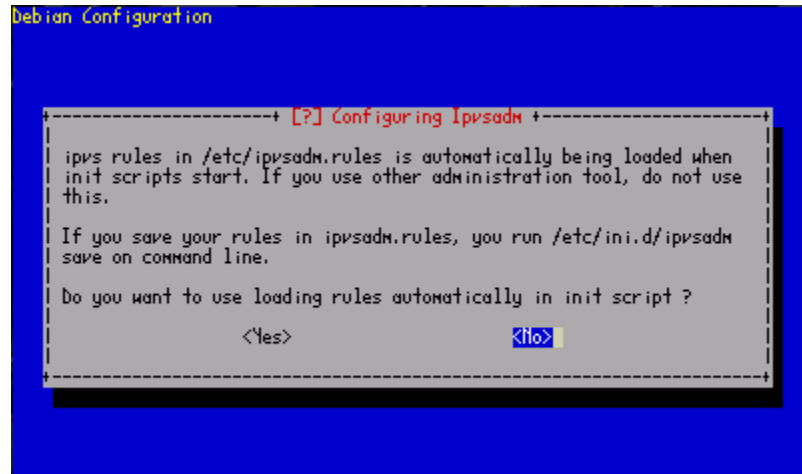 Debian Configuration
[?] Configuring Ipvsadm
ipvs rules in /etc/ipvsadm.rules is automatically being loaded when
init scripts start. If you use other administration tool, do not use
this.
If you save your rules in ipvsadm.rules, you run /etc/ini.d/ipvsadm
save on command line.
Do you want to use loading rules automatically in init script ?
<Yes> <No>